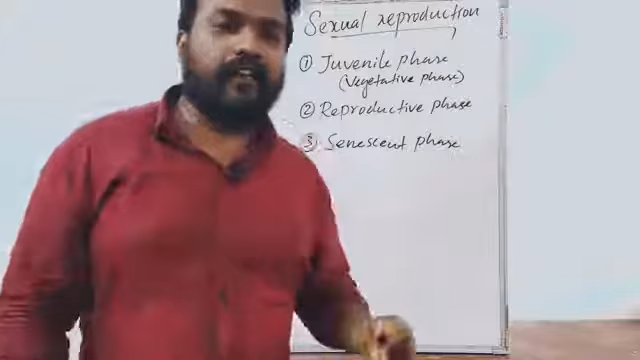 Sexual reproduction
① Juvenile phase
(Vegetative phase)
② Reproductive phase
③ Senescent phase